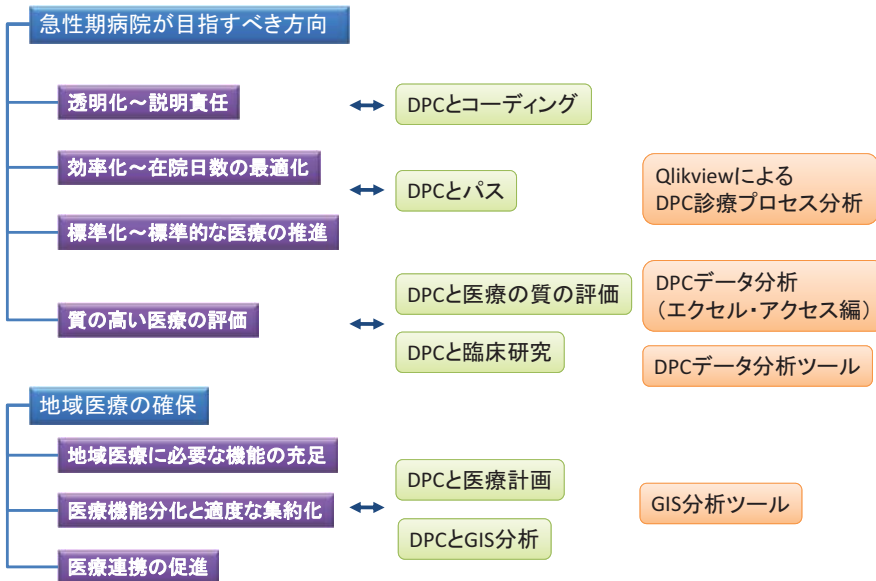 急性期病院が目指すべき方向
透明化～説明責任
DPCとコーディング
効率化～在院日数の最適化
DPCとパス
Qlikviewによる
DPC診療プロセス分析
標準化～標準的な医療の推進
質の高い医療の評価
DPCと医療の質の評価
DPCと臨床研究
DPCデータ分析
（エクセル・アクセス編）
DPCデータ分析ツール
地域医療の確保
地域医療に必要な機能の充足
医療機能分化と適度な集約化
医療連携の促進
DPCと医療計画
DPCとGIS分析
GIS分析ツール